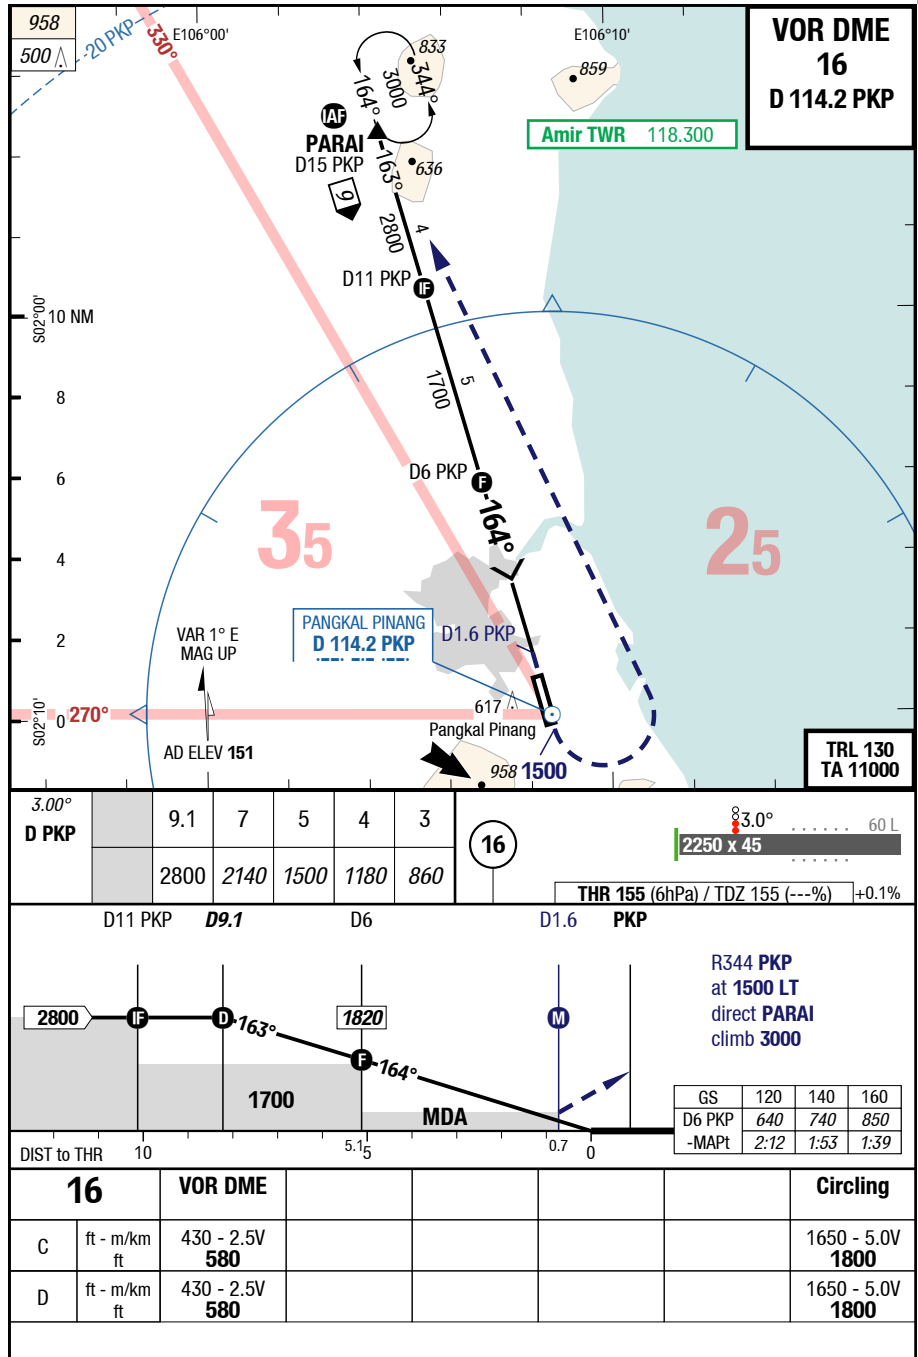 958
500
20 PKP
330°
E106°00'
833
344°
3000
164°
E106°10'
859
VOR DME
16
D 114.2 PKP
Amir TWR 118.300
IAF
PARAI
D15 PKP
163°
636
9
2800
4
D11 PKP
IF
S02°00'
10 NM
1700
5
8
D6 PKP
F
6
164°
35
25
4
PANGKAL PINANG
D 114.2 PKP
D1.6 PKP
VAR 1° E
MAG UP
2
S02°10'
0
270°
617
Pangkal Pinang
AD ELEV 151
958
1500
TRL 130
TA 11000
3.00°
D PKP
9.1 7 5 4 3
2800 2140 1500 1180 860
16
3.0°
60 L
2250 x 45
THR 155 (6hPa) / TDZ 155 (---%) +0.1%
D11 PKP D9.1 D6 D1.6 PKP
R344 PKP
at 1500 LT
direct PARAI
climb 3000
2800
IF
D
163°
1820
F
164°
M
1700
MDA
GS 120 140 160
D6 PKP 640 740 850
-MAPt 2:12 1:53 1:39
DIST to THR 10 5.1 5 0.7 0
16 VOR DME Circling
C ft - m/km 430 - 2.5V 1650 - 5.0V
ft 580 1800
D ft - m/km 430 - 2.5V 1650 - 5.0V
ft 580 1800